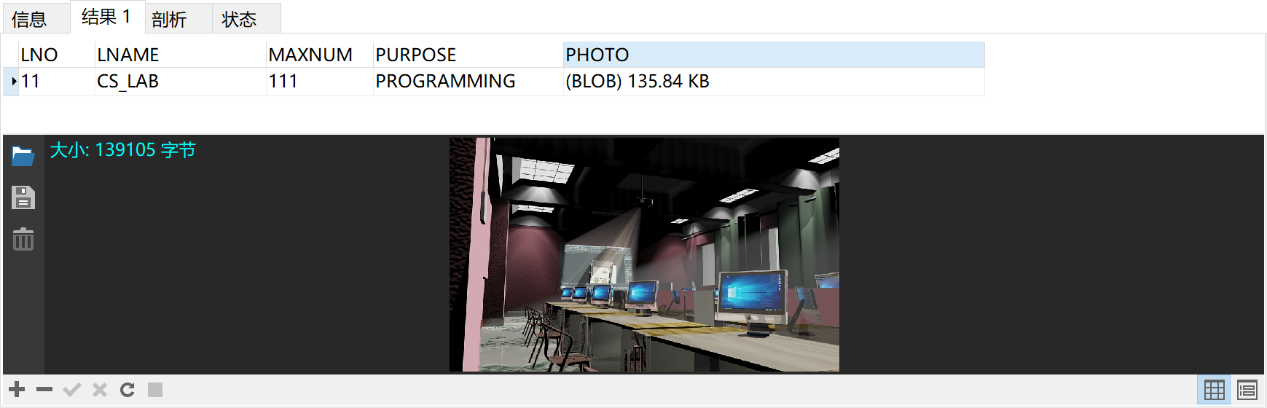 信息 结果 1 剖析 状态
LNO LNAME MAXNUM PURPOSE PHOTO
11 CS_LAB 111 PROGRAMMING (BLOB) 135.84 KB
大小: 139105 字节